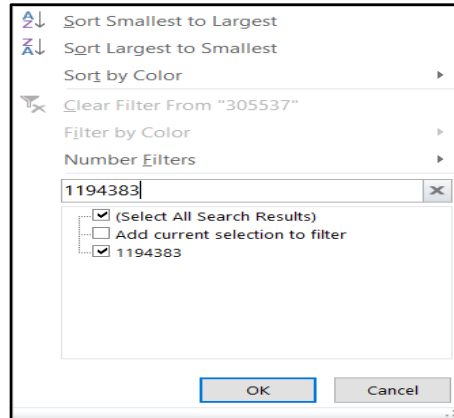 Sort Smallest to Largest
Sort Largest to Smallest
Sort by Color
Clear Filter From "305537"
Filter by Color
Number Filters
1194383
(Select All Search Results)
Add current selection to filter
1194383
OK Cancel